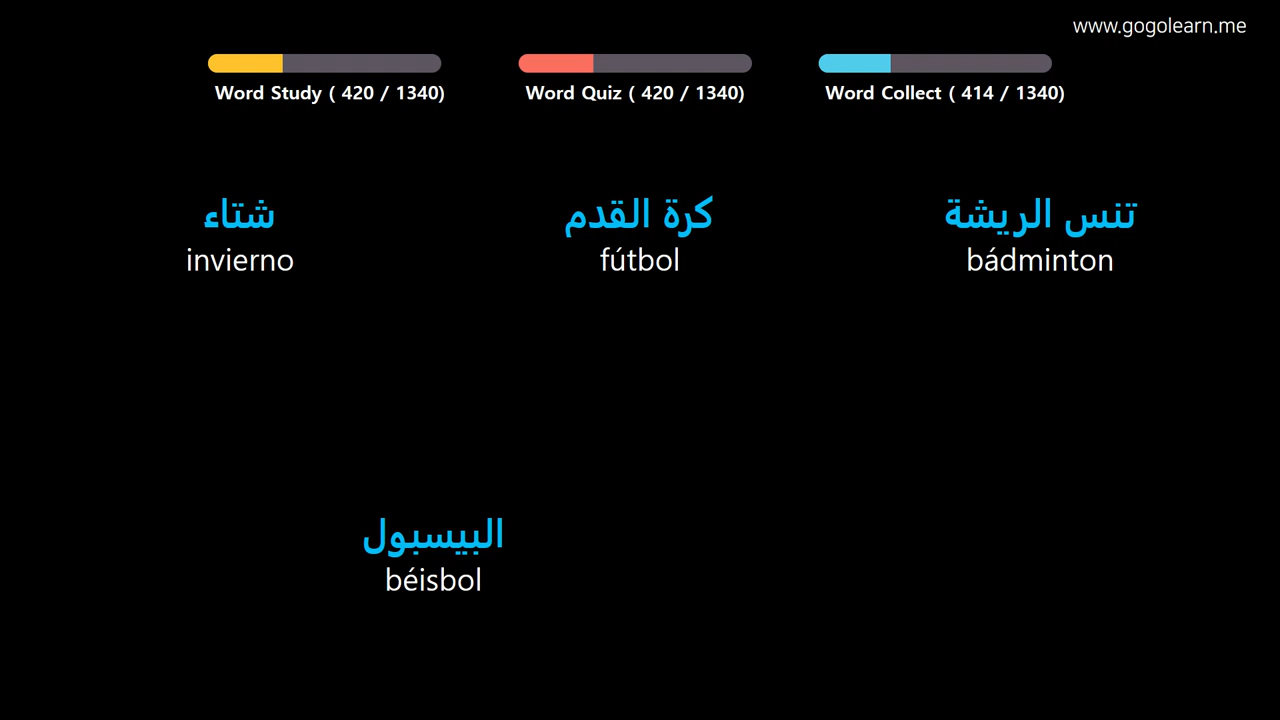 www.gogolearn.me
Word Study ( 420 / 1340)
Word Quiz ( 420 / 1340)
Word Collect ( 414 / 1340)
شتاء
invierno
كرة القدم
fútbol
تنس الريشة
bádminton
البيسبول
béisbol